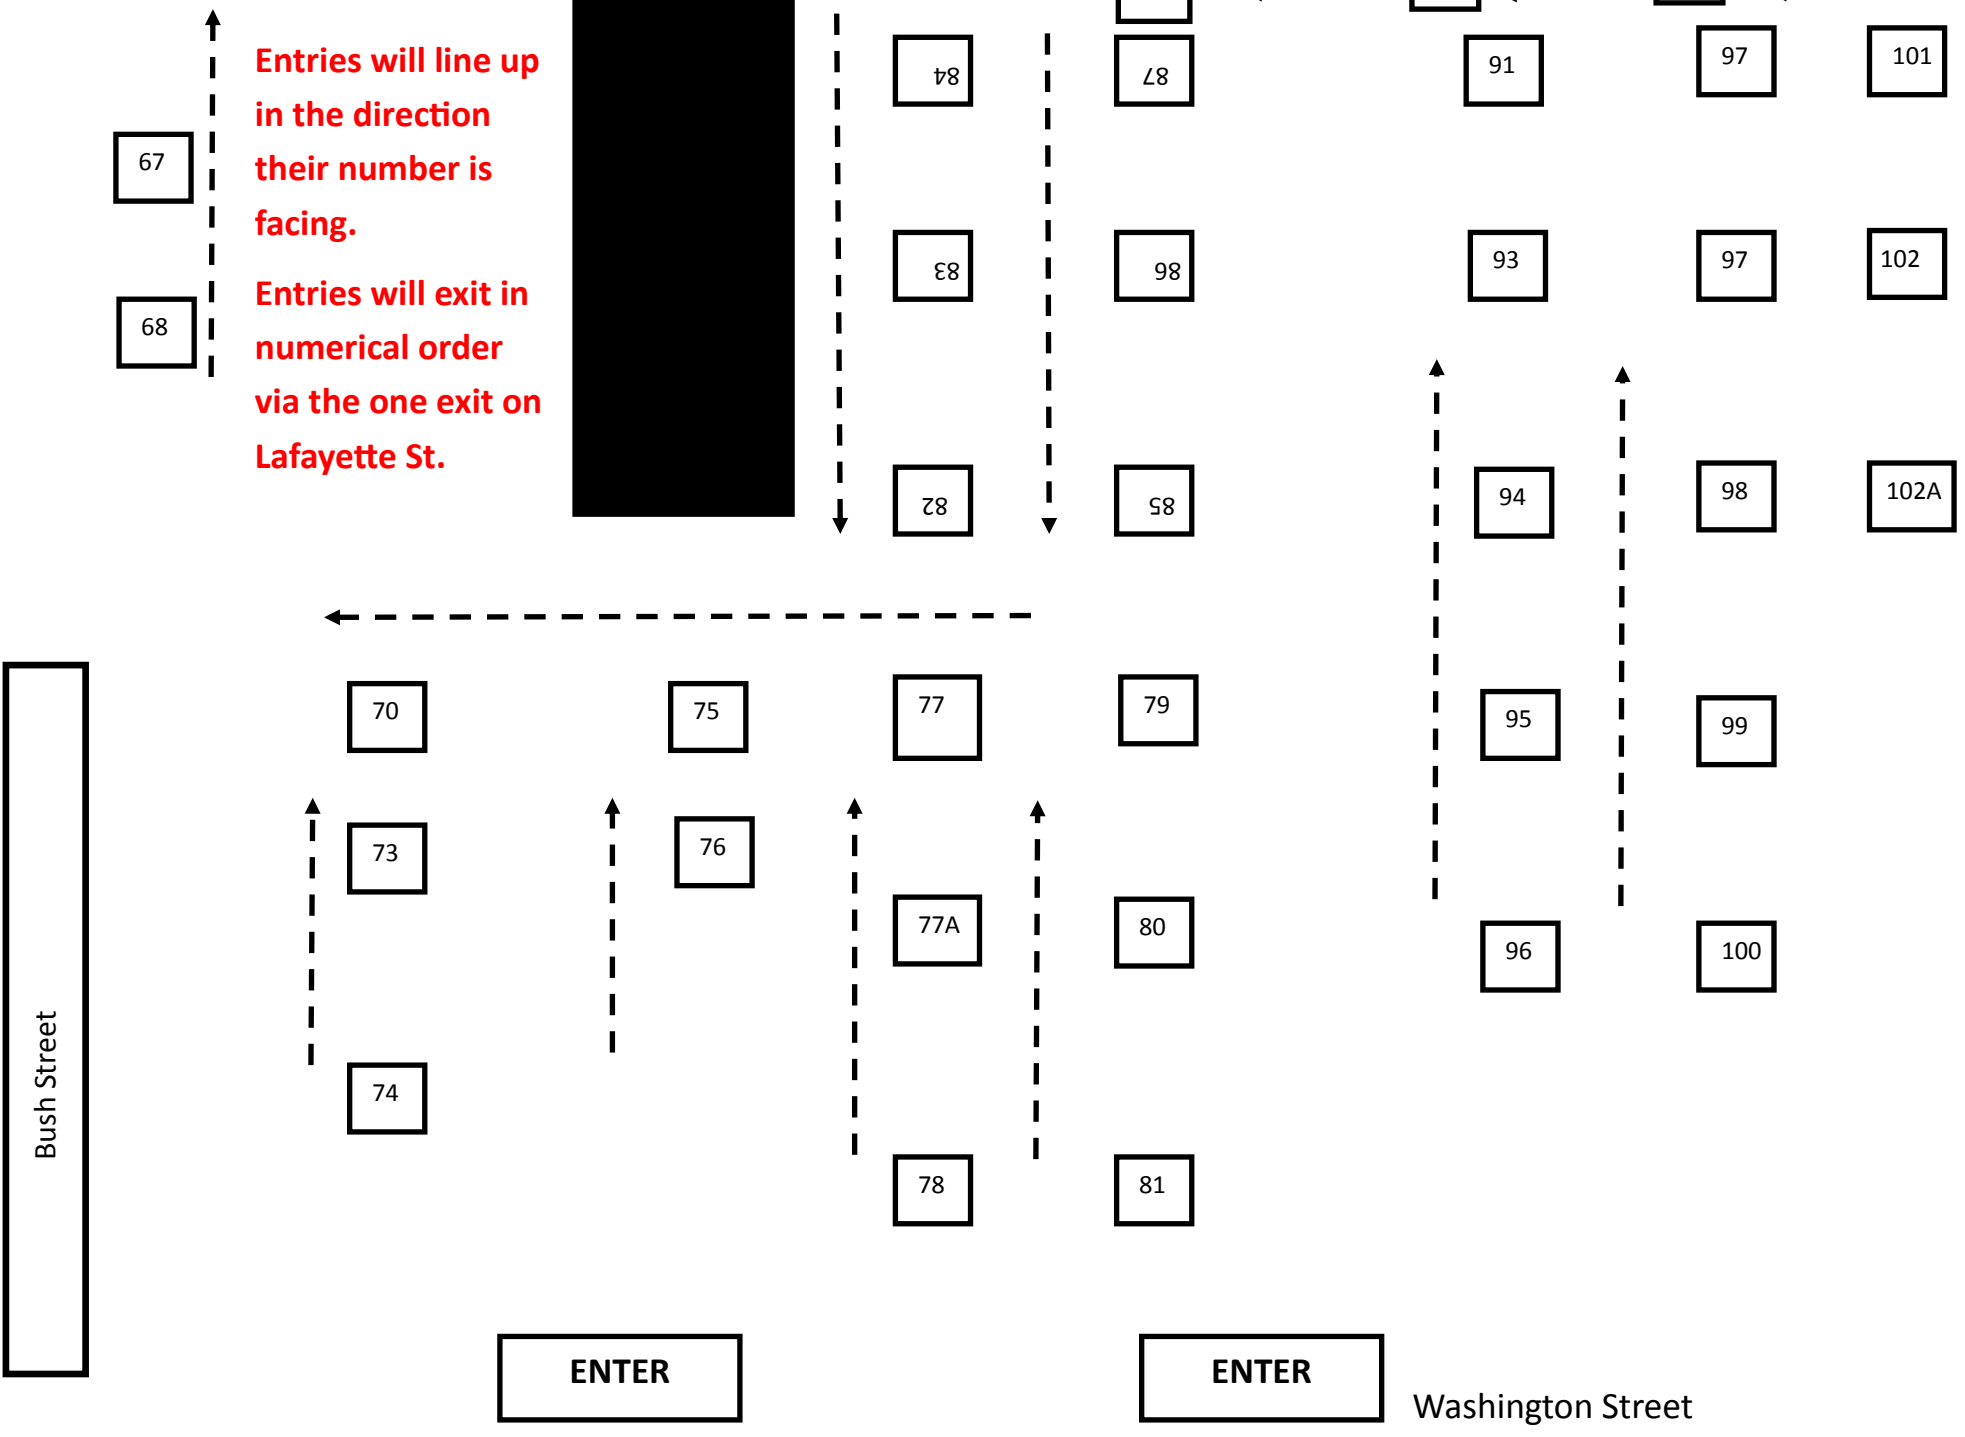 Entries will line up
in the direction
their number is
facing.
Entries will exit in
numerical order
via the one exit on
Lafayette St.
84
87
91
97
101
67
83
86
93
97
102
68
82
85
94
98
102A
70
75
77
79
95
99
73
76
77A
80
96
100
74
78
81
Bush Street
ENTER
ENTER
Washington Street